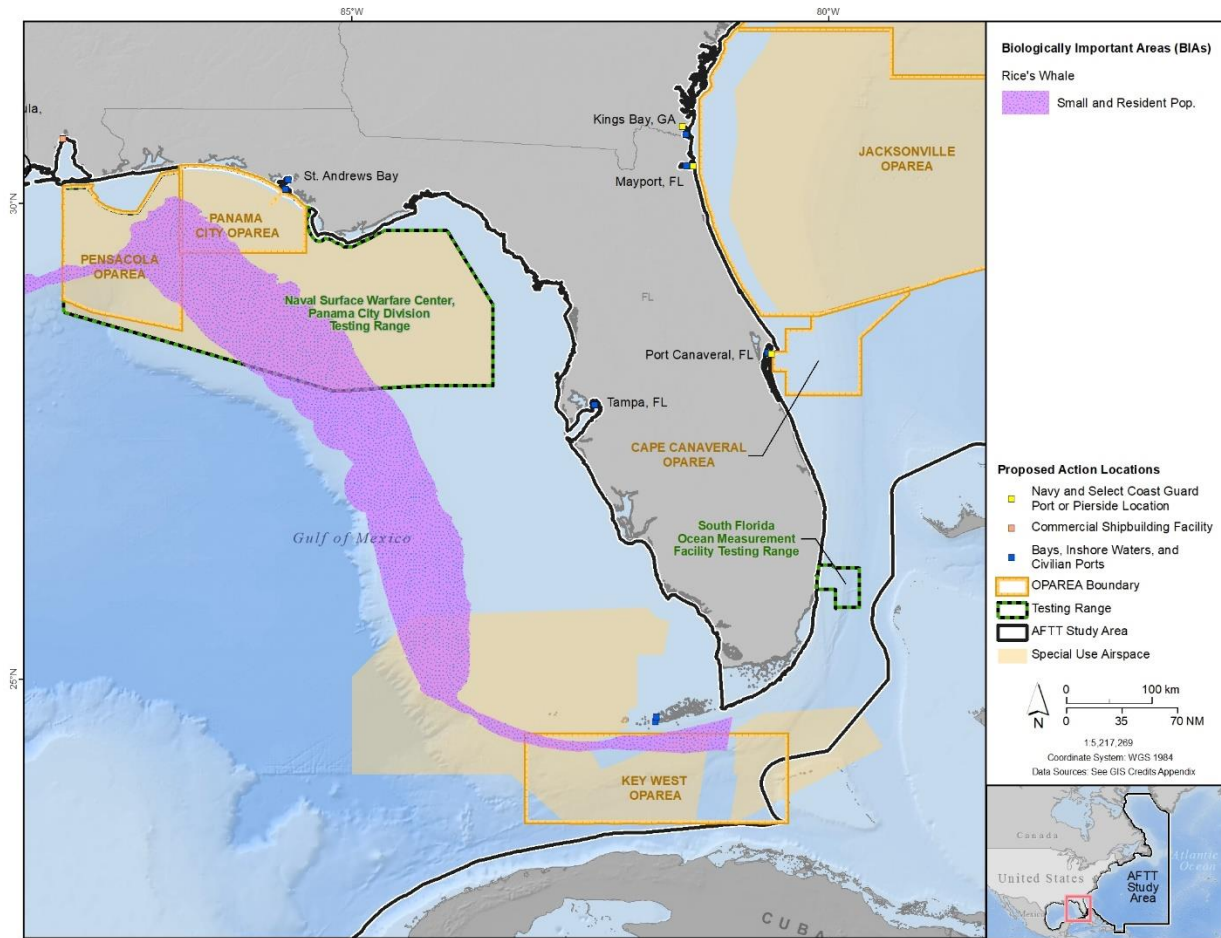 85°W
80°W
ula,
Kings Bay, GA
Mayport, FL
JACKSONVILLE
OPAREA
St. Andrews Bay
30°N
PANAMA
CITY OPAREA
PENSACOLA
OPAREA
Naval Surface Warfare Center,
Panama City Division
Testing Range
FL
Port Canaveral, FL
Tampa, FL
CAPE CANAVERAL
OPAREA
South Florida
Ocean Measurement
Facility Testing Range
Gulf of Mexico
25°N
KEY WEST
OPAREA
CUBA
Biologically Important Areas (BIAs)
Rice's Whale
Small and Resident Pop.
Proposed Action Locations
Navy and Select Coast Guard
Port or Pierside Location
Commercial Shipbuilding Facility
Bays, Inshore Waters, and
Civilian Ports
OPAREA Boundary
Testing Range
AFTT Study Area
Special Use Airspace
N
0 100 km
0 35 70 NM
1:5,217,269
Coordinate System: WGS 1984
Data Sources: See GIS Credits Appendix
Canada
United States
Mexico
Atlantic
Ocean
AFTT
Study
Area